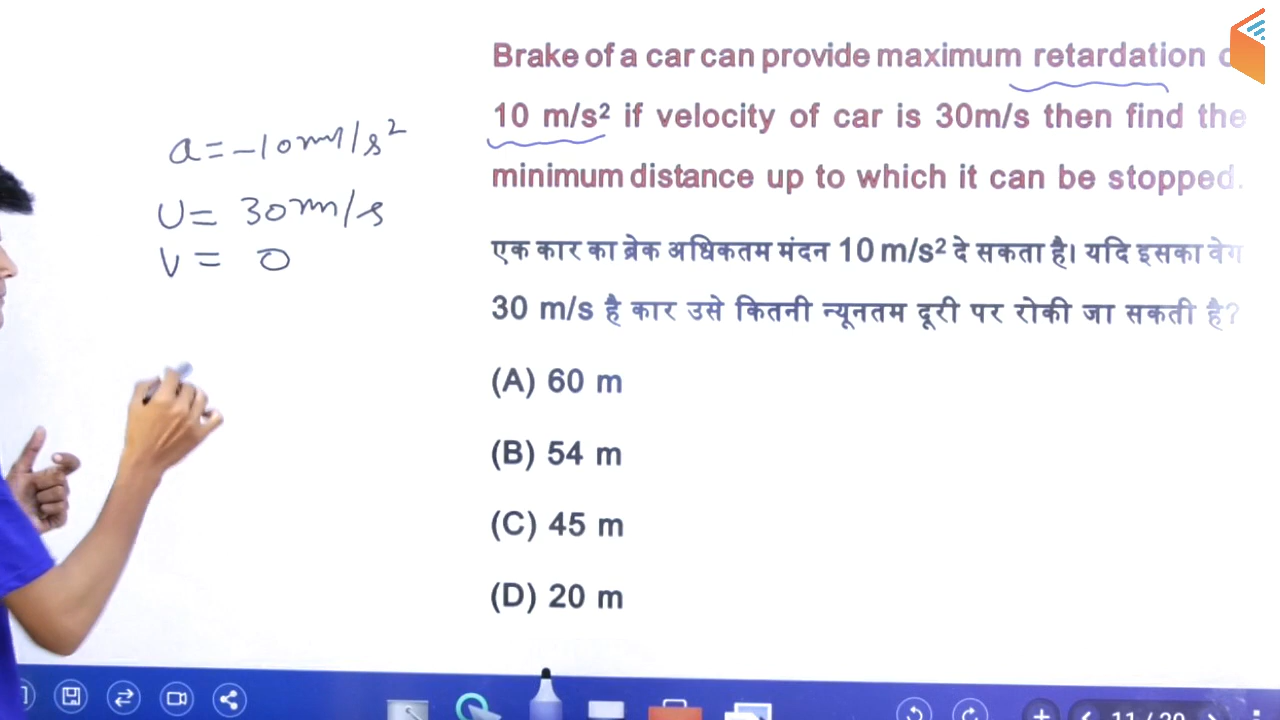 Brake of a car can provide maximum retardation
10 m/s² if velocity of car is 30m/s then find the
minimum distance up to which it can be stopped.
एक कार का ब्रेक अधिकतम मंदन 10 m/s² दे सकता है। यदि इसका वेग
30 m/s है कार उसे कितनी न्यूनतम दूरी पर रोकी जा सकती है?
(A) 60 m
(B) 54 m
(C) 45 m
(D) 20 m
a = -10 m/s²
u = 30 m/s
v = 0